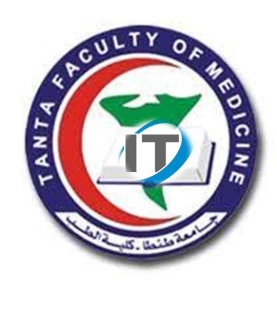 TANTA FACULTY OF MEDICINE
IT
جامعة طنطا - كلية الطب